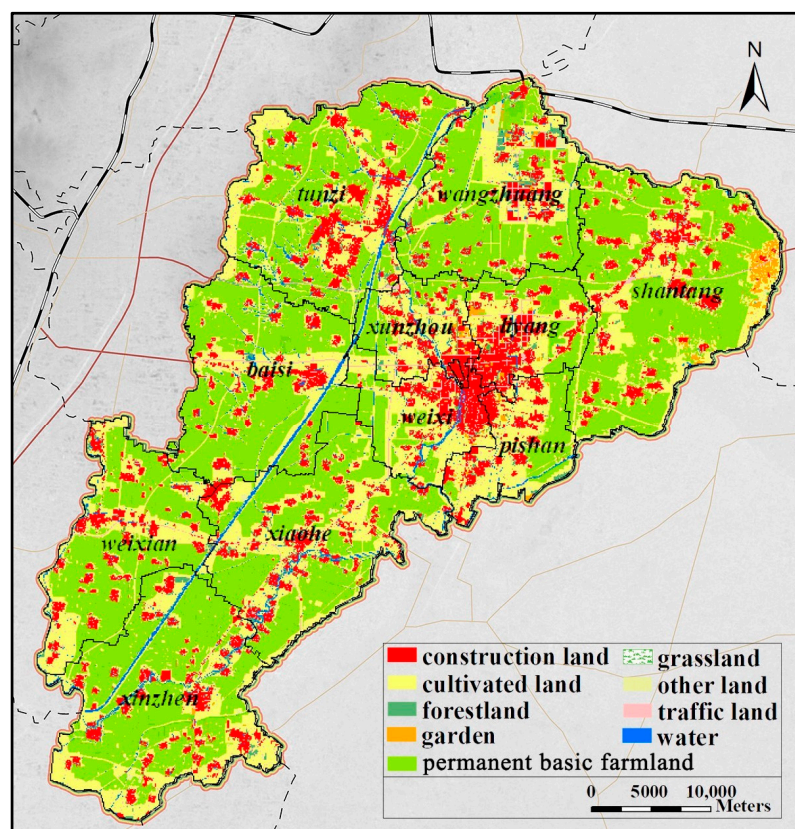 N
tunzi
wangzhuang
shantang
xunzhou
liyang
baisi
weixi
pishan
weixian
xiaohe
xinzhen
construction land
grassland
cultivated land
other land
forestland
traffic land
garden
water
permanent basic farmland
0 5000 10,000
Meters